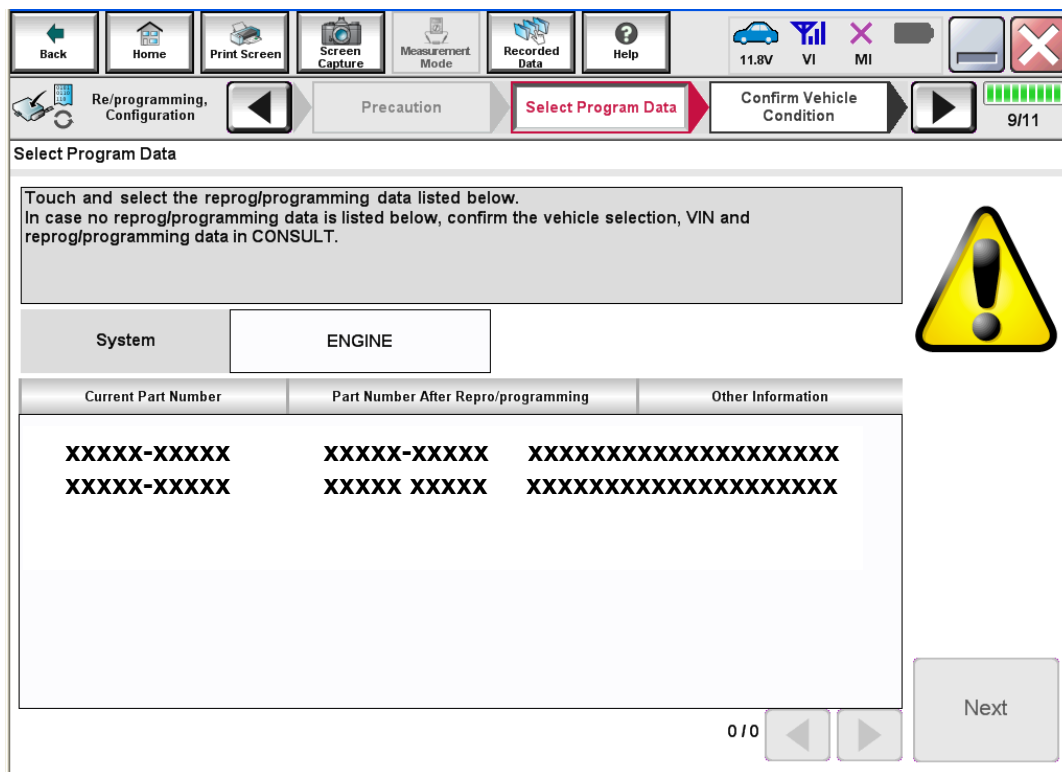 Back
Home
Print Screen
Screen Capture
Measurement Mode
Recorded Data
Help
11.8V
VI
MI
Re/programming, Configuration
Precaution
Select Program Data
Confirm Vehicle Condition
9/11
Select Program Data
Touch and select the reprog/programming data listed below.
In case no reprog/programming data is listed below, confirm the vehicle selection, VIN and
reprog/programming data in CONSULT.
System
ENGINE
Current Part Number
Part Number After Repro/programming
Other Information
XXXXX-XXXXX XXXXX-XXXXX XXXXXXXXXXXXXXXXXXXX
XXXXX-XXXXX XXXXX XXXXX XXXXXXXXXXXXXXXXXXXX
0/0
Next